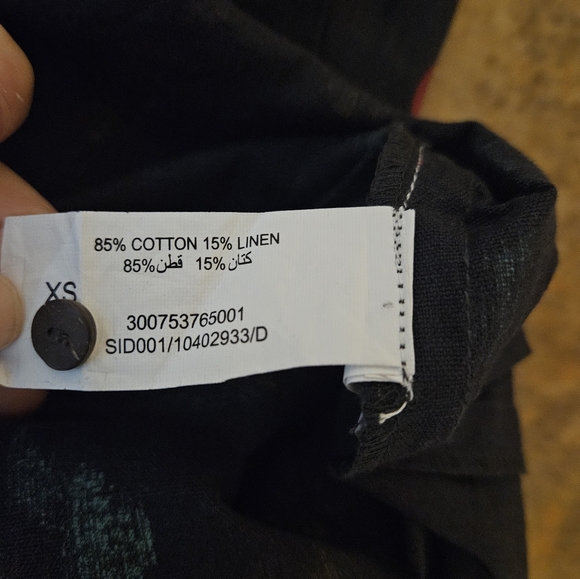 85% COTTON 15% LINEN
85% قطن 15% كتان
XS
300753765001
SID001/10402933/D